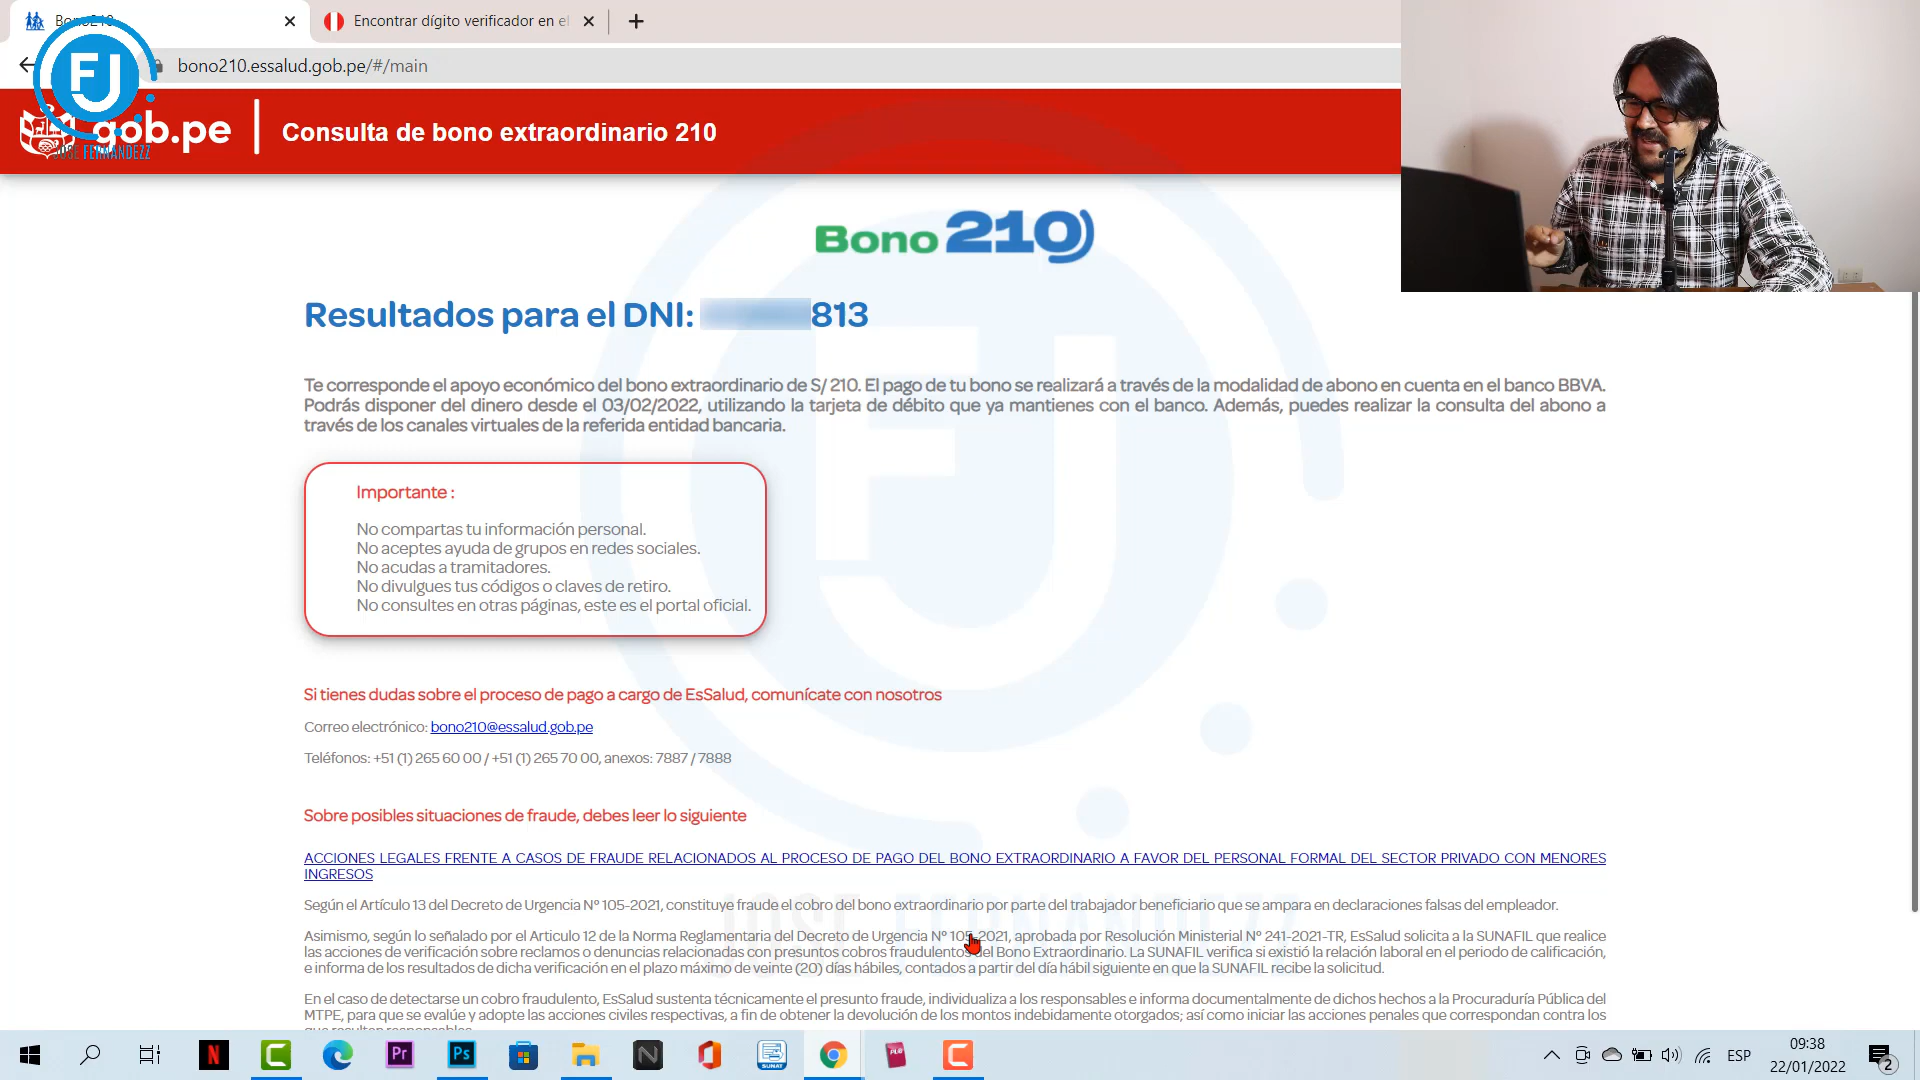 Bono210
Encontrar dígito verificador en el
bono210.essalud.gob.pe/#/main
FJ
JOSE FERNANDEZZ
gob.pe
Consulta de bono extraordinario 210
Bono 210
Resultados para el DNI: 813
Te corresponde el apoyo económico del bono extraordinario de S/ 210. El pago de tu bono se realizará a través de la modalidad de abono en cuenta en el banco BBVA.
Podrás disponer del dinero desde el 03/02/2022, utilizando la tarjeta de débito que ya mantienes con el banco. Además, puedes realizar la consulta del abono a
través de los canales virtuales de la referida entidad bancaria.
Importante :
No compartas tu información personal.
No aceptes ayuda de grupos en redes sociales.
No acudas a tramitadores.
No divulgues tus códigos o claves de retiro.
No consultes en otras páginas, este es el portal oficial.
Si tienes dudas sobre el proceso de pago a cargo de EsSalud, comunícate con nosotros
Correo electrónico: bono210@essalud.gob.pe
Teléfonos: +51 (1) 265 60 00 / +51 (1) 265 70 00, anexos: 7887 / 7888
Sobre posibles situaciones de fraude, debes leer lo siguiente
ACCIONES LEGALES FRENTE A CASOS DE FRAUDE RELACIONADOS AL PROCESO DE PAGO DEL BONO EXTRAORDINARIO A FAVOR DEL PERSONAL FORMAL DEL SECTOR PRIVADO CON MENORES
INGRESOS
Según el Artículo 13 del Decreto de Urgencia N° 105-2021, constituye fraude el cobro del bono extraordinario por parte del trabajador beneficiario que se ampara en declaraciones falsas del empleador.
Asimismo, según lo señalado por el Articulo 12 de la Norma Reglamentaria del Decreto de Urgencia N° 105-2021, aprobada por Resolución Ministerial N° 241-2021-TR, EsSalud solicita a la SUNAFIL que realice
las acciones de verificación sobre reclamos o denuncias relacionadas con presuntos cobros fraudulentos del Bono Extraordinario. La SUNAFIL verifica si existió la relación laboral en el periodo de calificación,
e informa de los resultados de dicha verificación en el plazo máximo de veinte (20) días hábiles, contados a partir del día hábil siguiente en que la SUNAFIL recibe la solicitud.
En el caso de detectarse un cobro fraudulento, EsSalud sustenta técnicamente el presunto fraude, individualiza a los responsables e informa documentalmente de dichos hechos a la Procuraduría Pública del
MTPE, para que se evalúe y adopte las acciones civiles respectivas, a fin de obtener la devolución de los montos indebidamente otorgados; así como iniciar las acciones penales que correspondan contra los
que resulten responsables.
FJ
JOSE FERNANDEZZ
N
Pr
Ps
N
SUNAT
PLE
ESP
09:38
22/01/2022
2